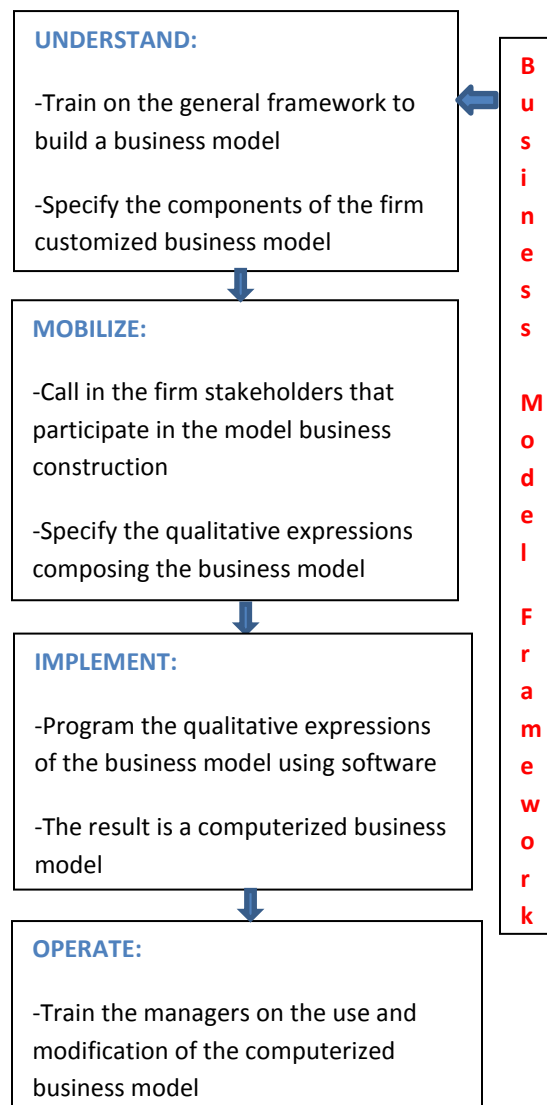 UNDERSTAND:
-Train on the general framework to
build a business model
-Specify the components of the firm
customized business model
MOBILIZE:
-Call in the firm stakeholders that
participate in the model business
construction
-Specify the qualitative expressions
composing the business model
IMPLEMENT:
-Program the qualitative expressions
of the business model using software
-The result is a computerized business
model
OPERATE:
-Train the managers on the use and
modification of the computerized
business model
Business Model Framework